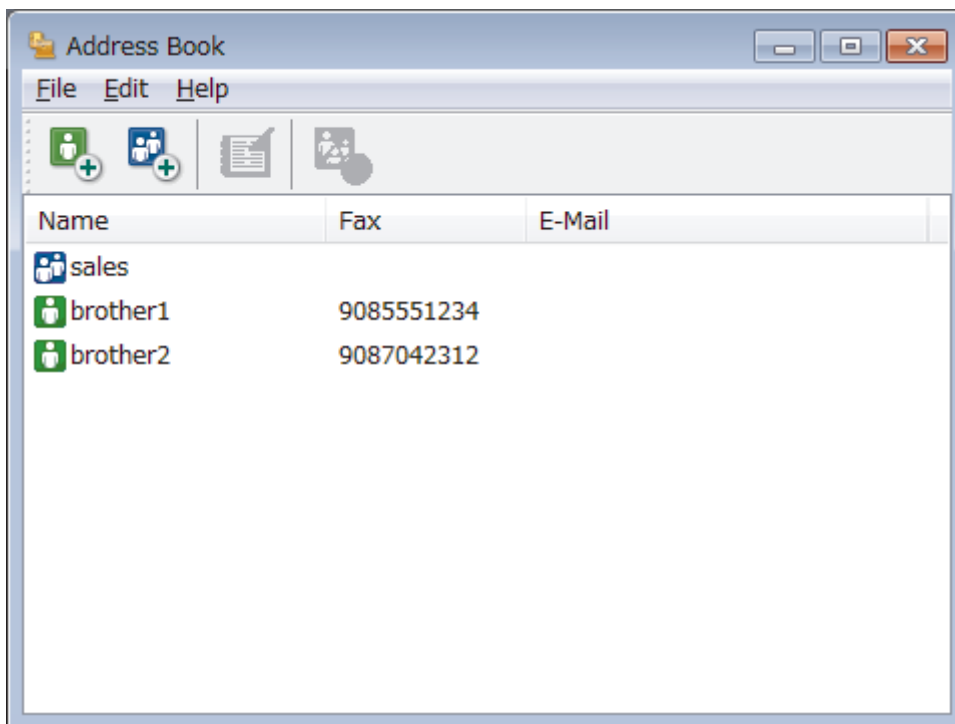 Address Book
File Edit Help
Name Fax E-Mail
sales
brother1 9085551234
brother2 9087042312